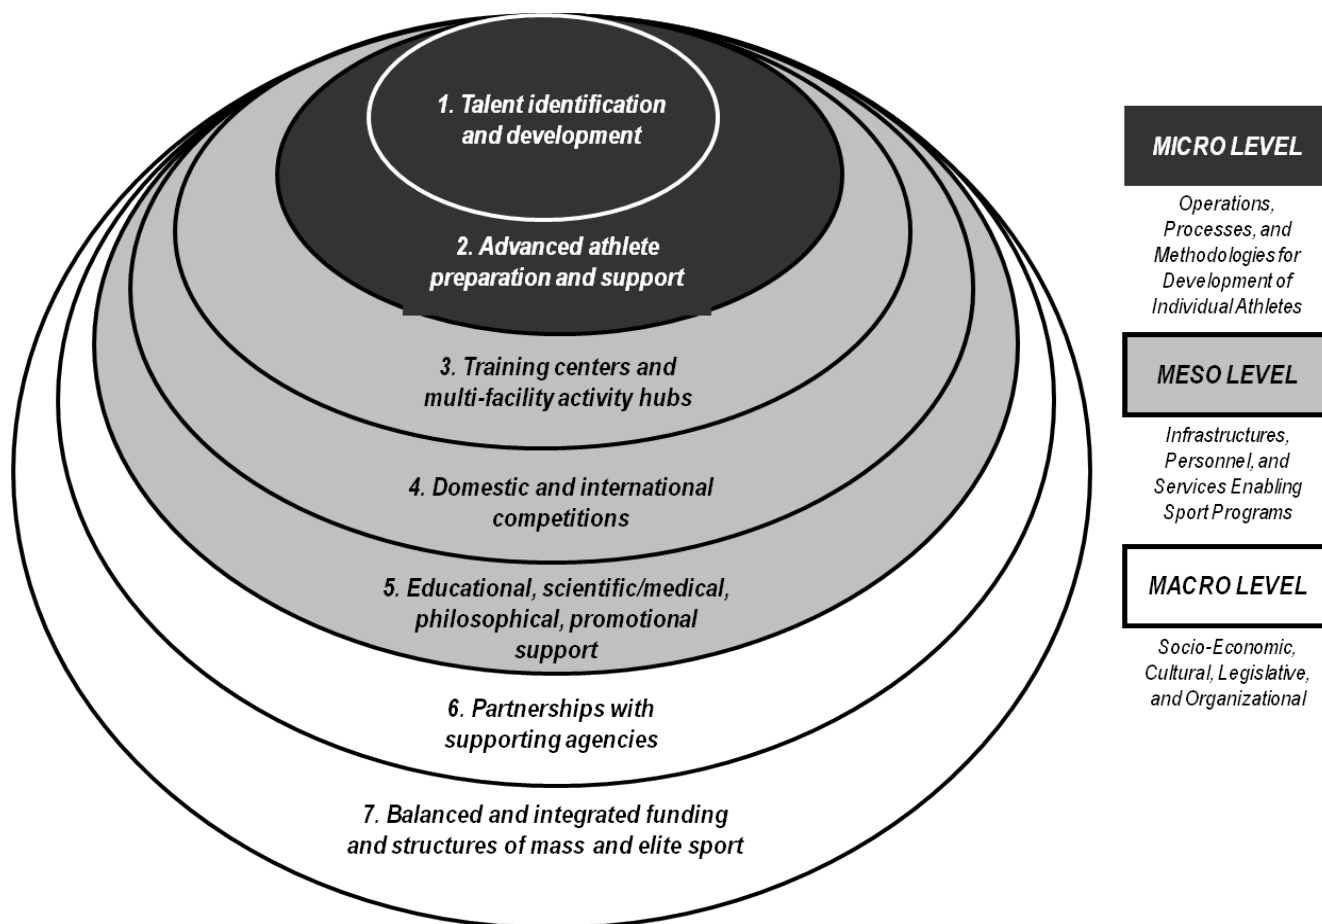 1. Talent identification
and development
2. Advanced athlete
preparation and support
3. Training centers and
multi-facility activity hubs
4. Domestic and international
competitions
5. Educational, scientific/medical,
philosophical, promotional
support
6. Partnerships with
supporting agencies
7. Balanced and integrated funding
and structures of mass and elite sport
MICRO LEVEL
Operations,
Processes, and
Methodologies for
Development of
Individual Athletes
MESO LEVEL
Infrastructures,
Personnel, and
Services Enabling
Sport Programs
MACRO LEVEL
Socio-Economic,
Cultural, Legislative,
and Organizational